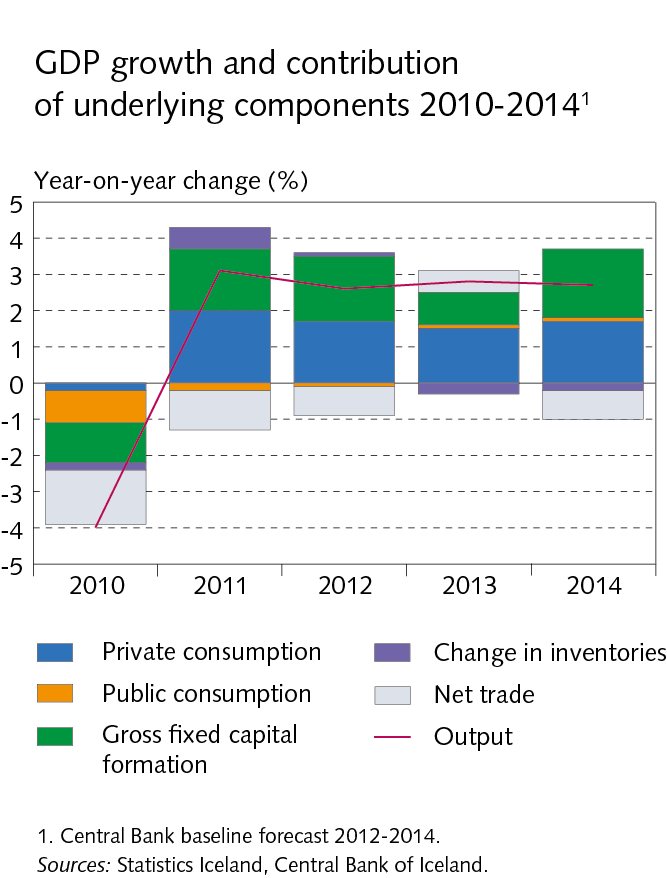 GDP growth and contribution
of underlying components 2010-2014¹
Year-on-year change (%)
5
4
3
2
1
0
-1
-2
-3
-4
-5
2010 2011 2012 2013 2014
Private consumption
Public consumption
Gross fixed capital
formation
Change in inventories
Net trade
Output
1. Central Bank baseline forecast 2012-2014.
Sources: Statistics Iceland, Central Bank of Iceland.